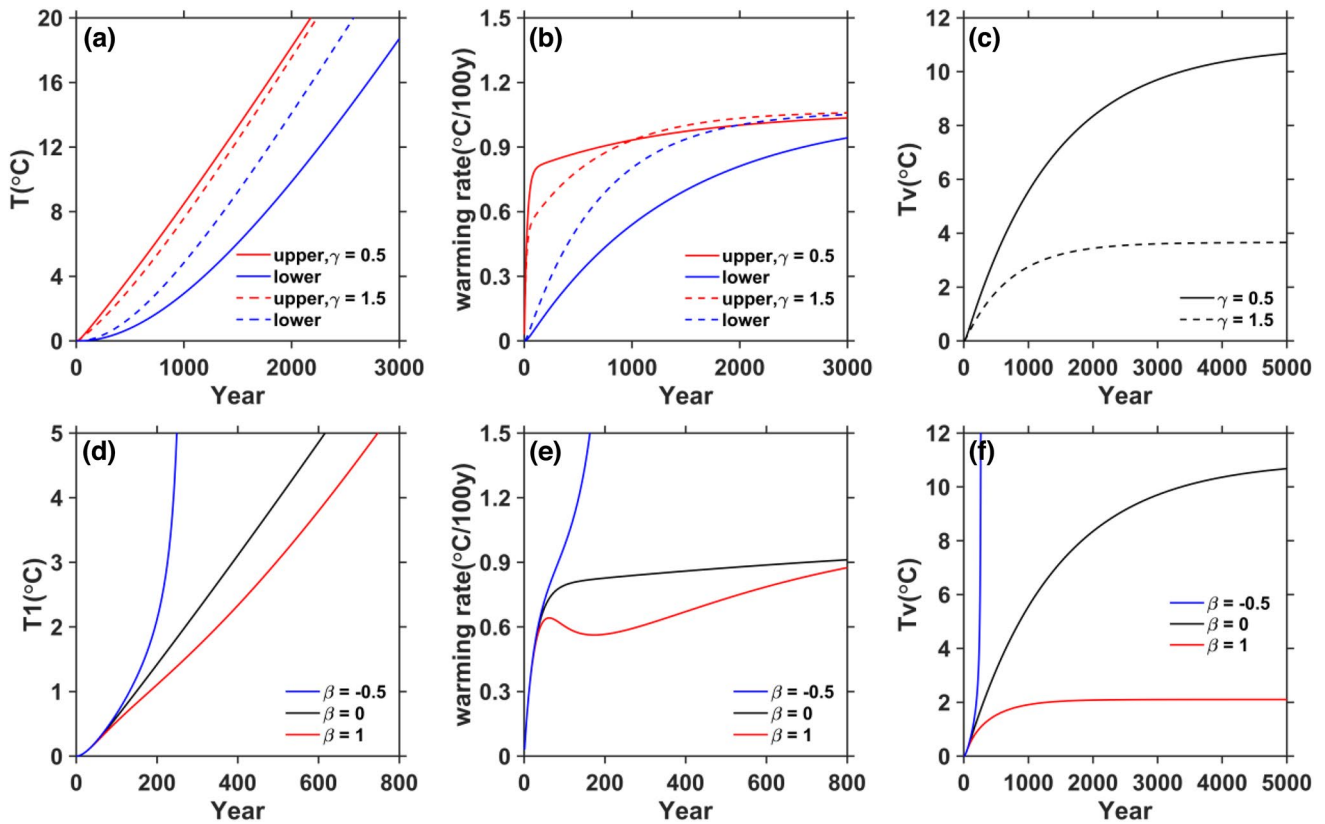 (a)
20
16
12
8
4
0
T(°C)
upper, γ = 0.5
lower
upper, γ = 1.5
lower
0 1000 2000 3000
Year
(b)
1.5
1.2
0.9
0.6
0.3
0
warming rate(°C/100y)
upper, γ = 0.5
lower
upper, γ = 1.5
lower
0 1000 2000 3000
Year
(c)
12
10
8
6
4
2
0
Tv(°C)
γ = 0.5
γ = 1.5
0 1000 2000 3000 4000 5000
Year
(d)
5
4
3
2
1
0
T1(°C)
β = -0.5
β = 0
β = 1
0 200 400 600 800
Year
(e)
1.5
1.2
0.9
0.6
0.3
0
warming rate(°C/100y)
β = -0.5
β = 0
β = 1
0 200 400 600 800
Year
(f)
12
10
8
6
4
2
0
Tv(°C)
β = -0.5
β = 0
β = 1
0 1000 2000 3000 4000 5000
Year